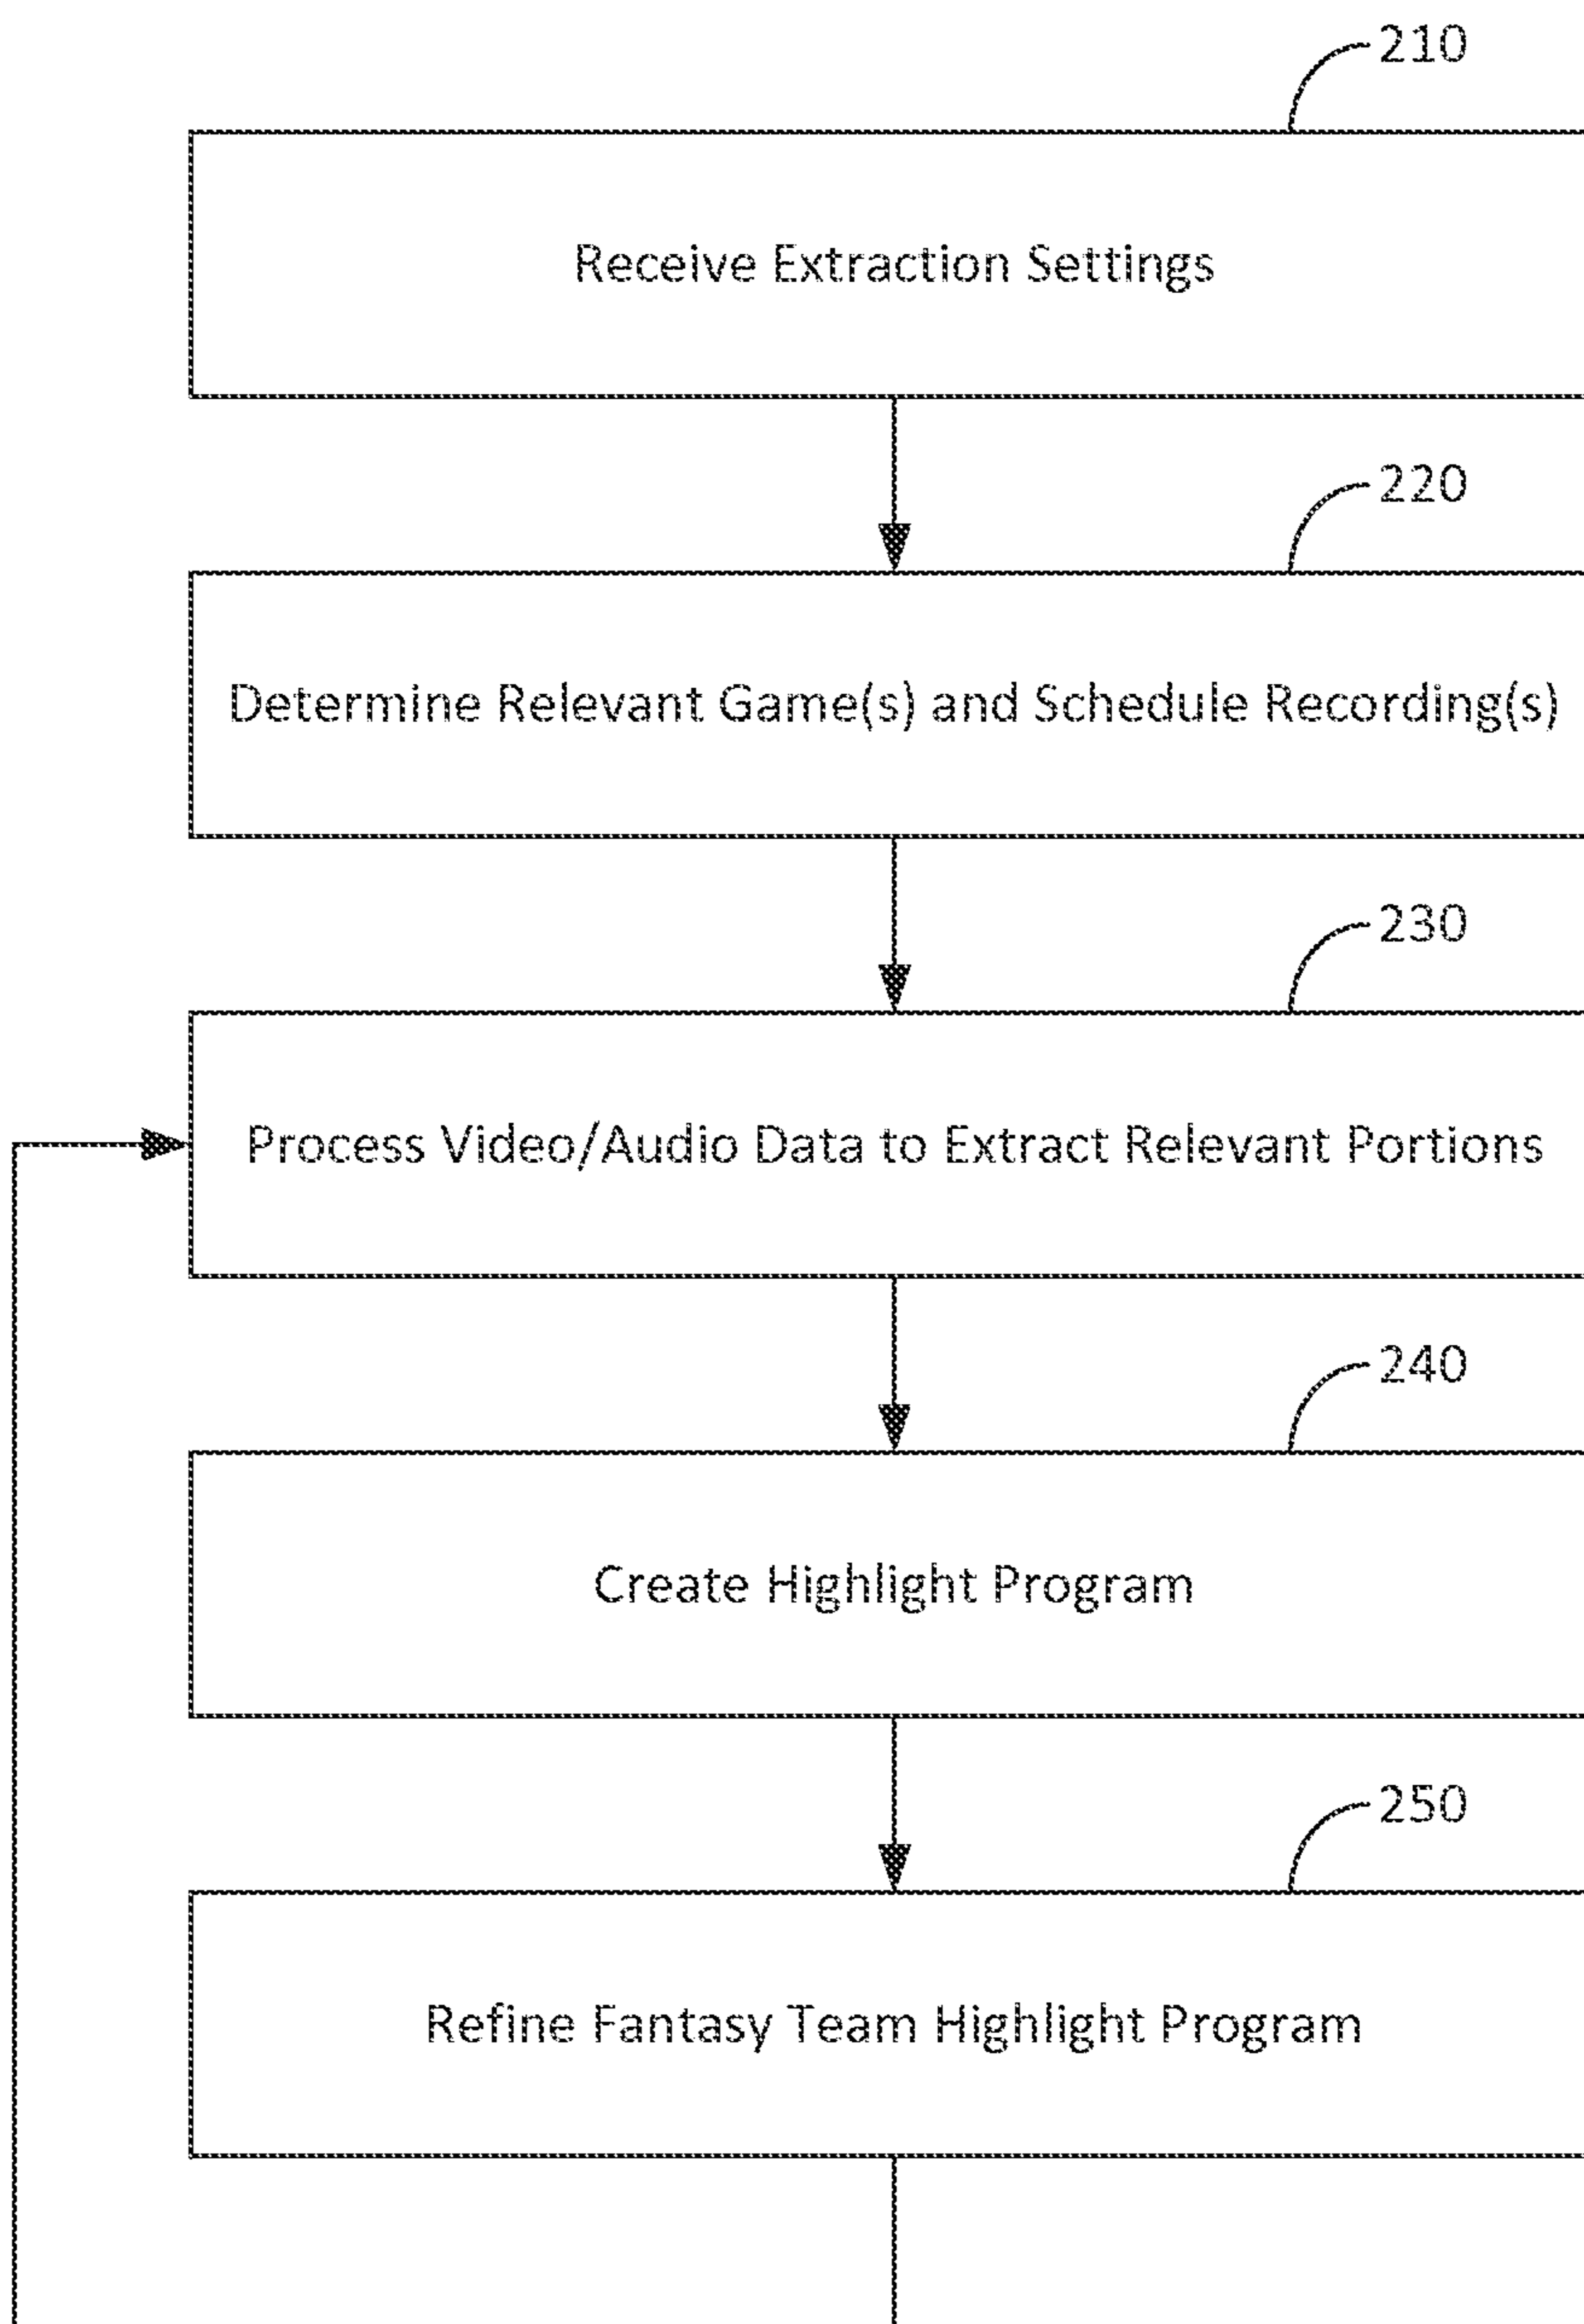 210
Receive Extraction Settings
220
Determine Relevant Game(s) and Schedule Recording(s)
230
Process Video/Audio Data to Extract Relevant Portions
240
Create Highlight Program
250
Refine Fantasy Team Highlight Program